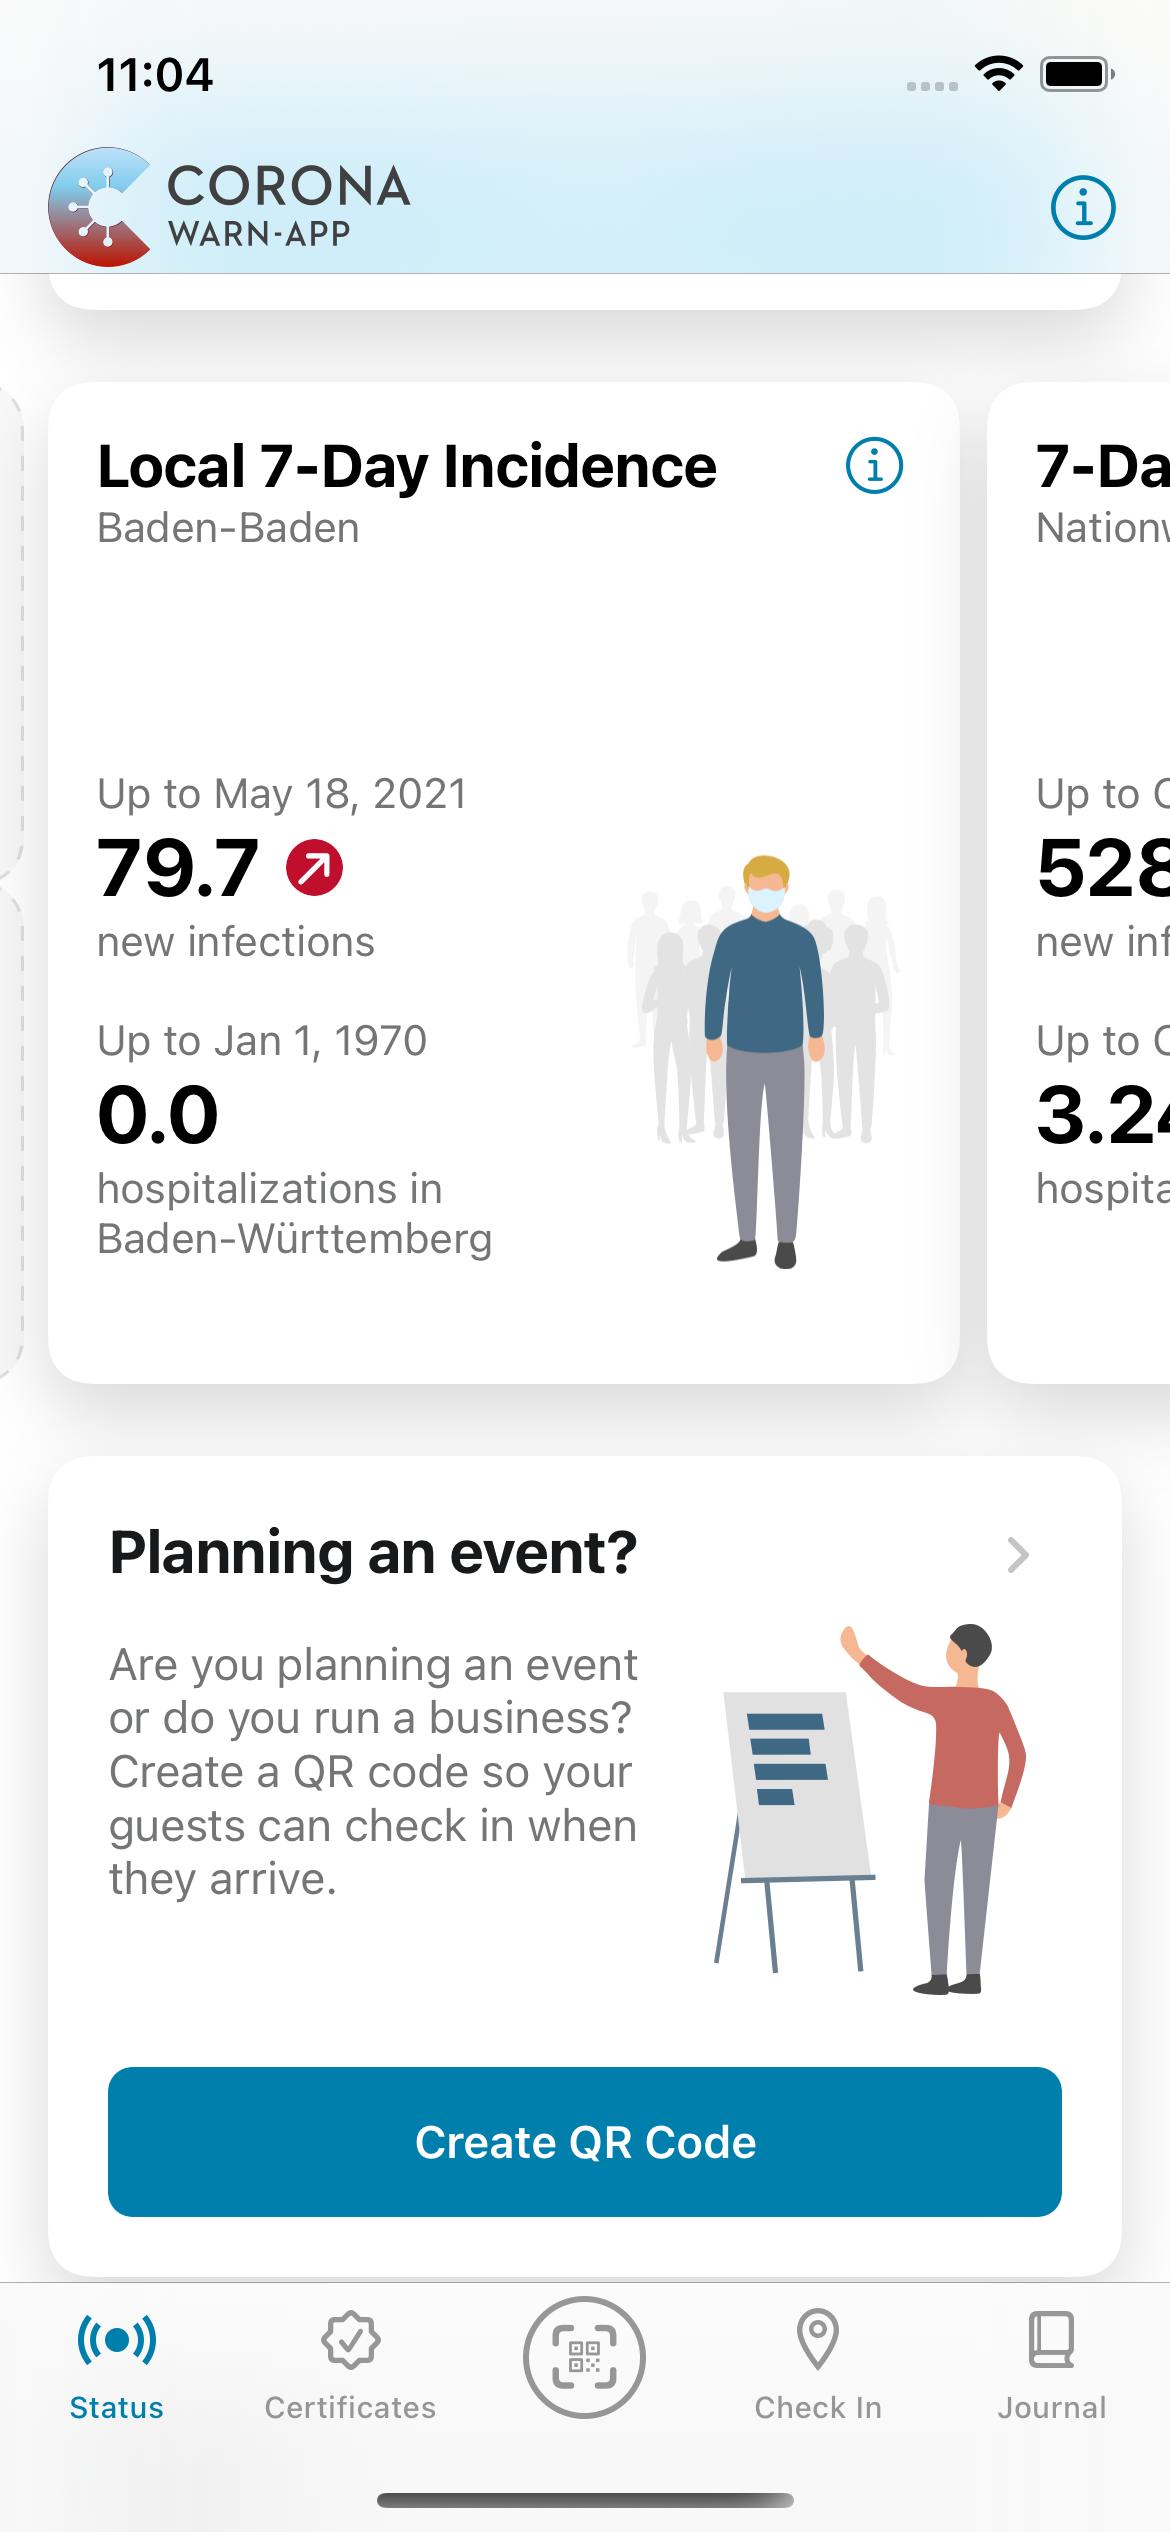 11:04
CORONA
WARN-APP
Local 7-Day Incidence
Baden-Baden
Up to May 18, 2021
79.7
new infections
Up to Jan 1, 1970
0.0
hospitalizations in
Baden-Württemberg
7-Da
Nation
Up to
528
new inf
Up to
3.24
hospita
Planning an event?
Are you planning an event
or do you run a business?
Create a QR code so your
guests can check in when
they arrive.
Create QR Code
Status
Certificates
Check In
Journal